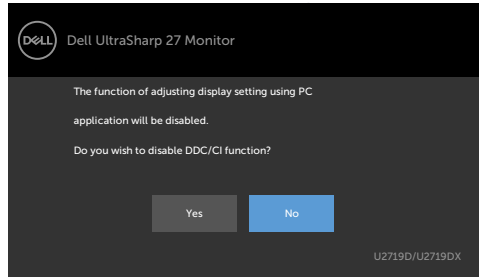 DELL
Dell UltraSharp 27 Monitor
The function of adjusting display setting using PC
application will be disabled.
Do you wish to disable DDC/CI function?
Yes
No
U2719D/U2719DX